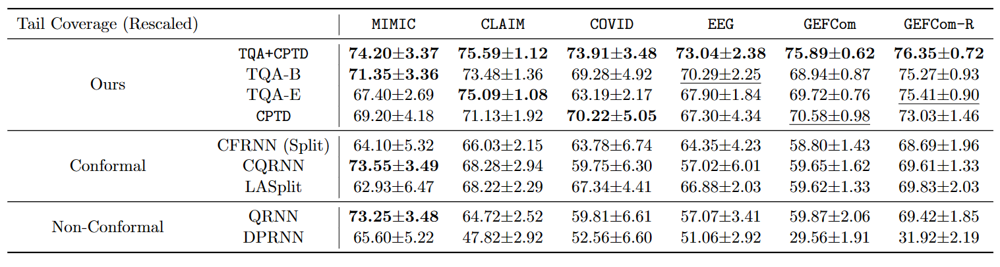 Tail Coverage (Rescaled) MIMIC CLAIM COVID EEG GEFCom GEFCom-R
TQA+CPTD 74.20±3.37 75.59±1.12 73.91±3.48 73.04±2.38 75.89±0.62 76.35±0.72
TQA-B 71.35±3.36 73.48±1.36 69.28±4.92 70.29±2.25 68.94±0.87 75.27±0.93
Ours
TQA-E 67.40±2.69 75.09±1.08 63.19±2.17 67.90±1.84 69.72±0.76 75.41±0.90
CPTD 69.20±4.18 71.13±1.92 70.22±5.05 67.30±4.34 70.58±0.98 73.03±1.46
CFRNN (Split) 64.10±5.32 66.03±2.15 63.78±6.74 64.35±4.23 58.80±1.43 68.69±1.96
Conformal CQRNN 73.55±3.49 68.28±2.94 59.75±6.30 57.02±6.01 59.65±1.62 69.61±1.33
LASplit 62.93±6.47 68.22±2.29 67.34±4.41 66.88±2.03 59.62±1.33 69.83±2.03
QRNN 73.25±3.48 64.72±2.52 59.81±6.61 57.07±3.41 59.87±2.06 69.42±1.85
Non-Conformal
DPRNN 65.60±5.22 47.82±2.92 52.56±6.60 51.06±2.92 29.56±1.91 31.92±2.19